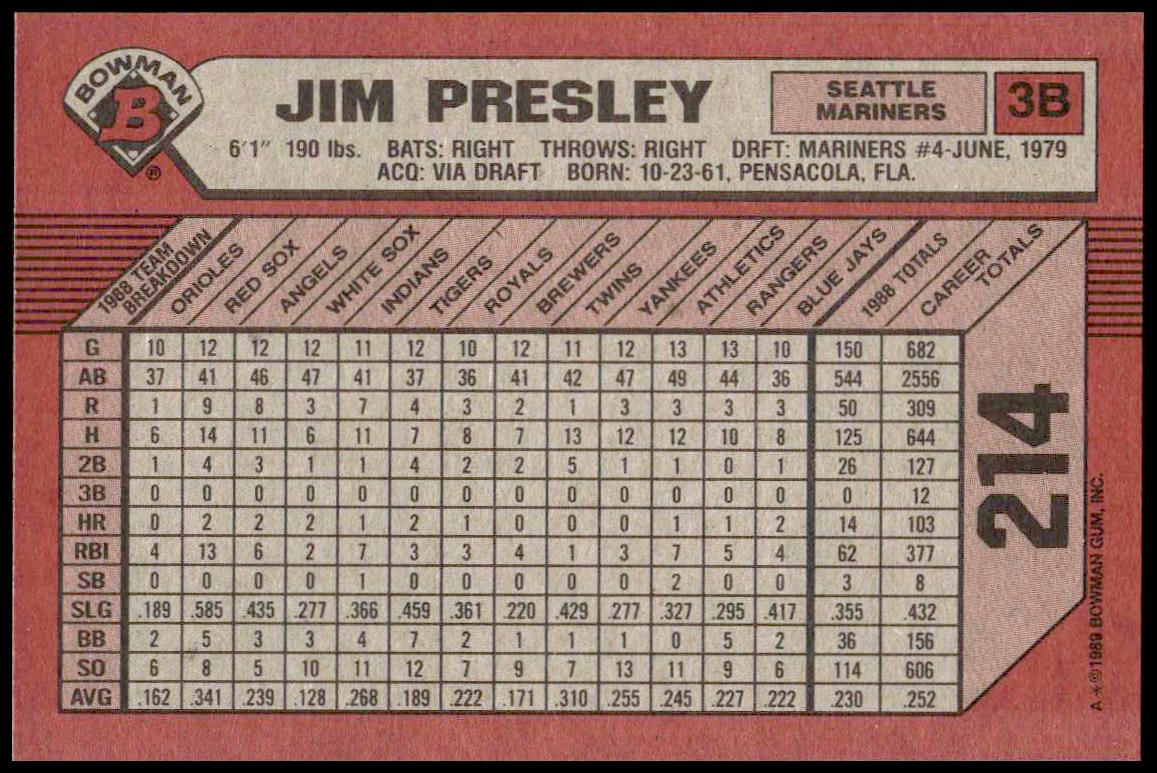 BOWMAN
B
®
JIM PRESLEY
SEATTLE
MARINERS
3B
6'1" 190 lbs. BATS: RIGHT THROWS: RIGHT DRFT: MARINERS #4-JUNE, 1979
ACQ: VIA DRAFT BORN: 10-23-61, PENSACOLA, FLA.
1988 TEAM BREAKDOWN ORIOLES RED SOX ANGELS WHITE SOX INDIANS TIGERS ROYALS BREWERS TWINS YANKEES ATHLETICS RANGERS BLUE JAYS 1988 TOTALS CAREER TOTALS
G 10 12 12 12 11 12 10 12 11 12 13 13 10 150 682
AB 37 41 46 47 41 37 36 41 42 47 49 44 36 544 2556
R 1 9 8 3 7 4 3 2 1 3 3 3 3 50 309
H 6 14 11 6 11 7 8 7 13 12 12 10 8 125 644
2B 1 4 3 1 1 4 2 2 5 1 1 0 1 26 127
3B 0 0 0 0 0 0 0 0 0 0 0 0 0 0 12
HR 0 2 2 2 1 2 1 0 0 0 1 1 2 14 103
RBI 4 13 6 2 7 3 3 4 1 3 7 5 4 62 377
SB 0 0 0 0 1 0 0 0 0 0 2 0 0 3 8
SLG .189 .585 .435 .277 .366 .459 .361 .220 .429 .277 .327 .295 .417 .355 .432
BB 2 5 3 3 4 7 2 1 1 1 0 5 2 36 156
SO 6 8 5 10 11 12 7 9 7 13 11 9 6 114 606
AVG .162 .341 .239 .128 .268 .189 .222 .171 .310 .255 .245 .227 .222 .230 .252
214
A*©1989 BOWMAN GUM, INC.